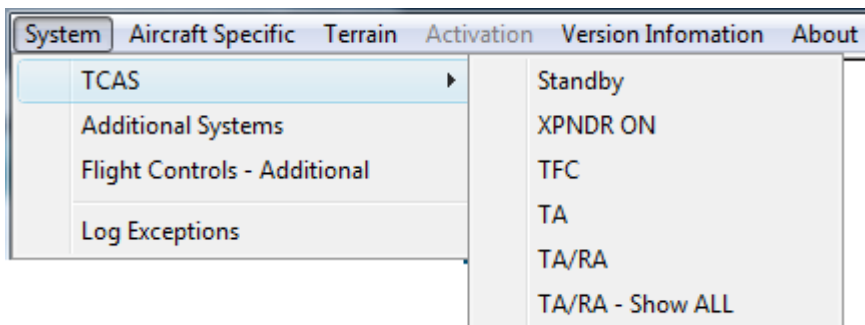 System Aircraft Specific Terrain Activation Version Infomation About
TCAS
Additional Systems
Flight Controls - Additional
Log Exceptions
Standby
XPNDR ON
TFC
TA
TA/RA
TA/RA - Show ALL